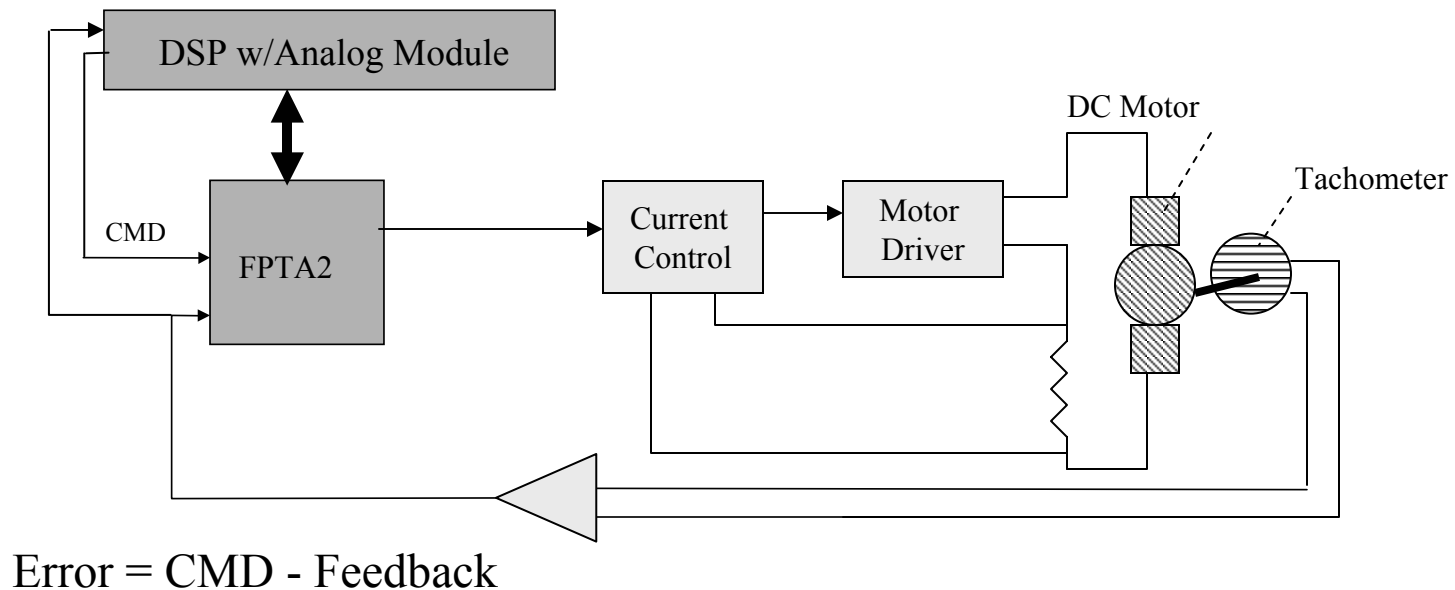 DSP w/Analog Module
DC Motor
Tachometer
CMD
FPTA2
Current
Control
Motor
Driver
Error = CMD - Feedback